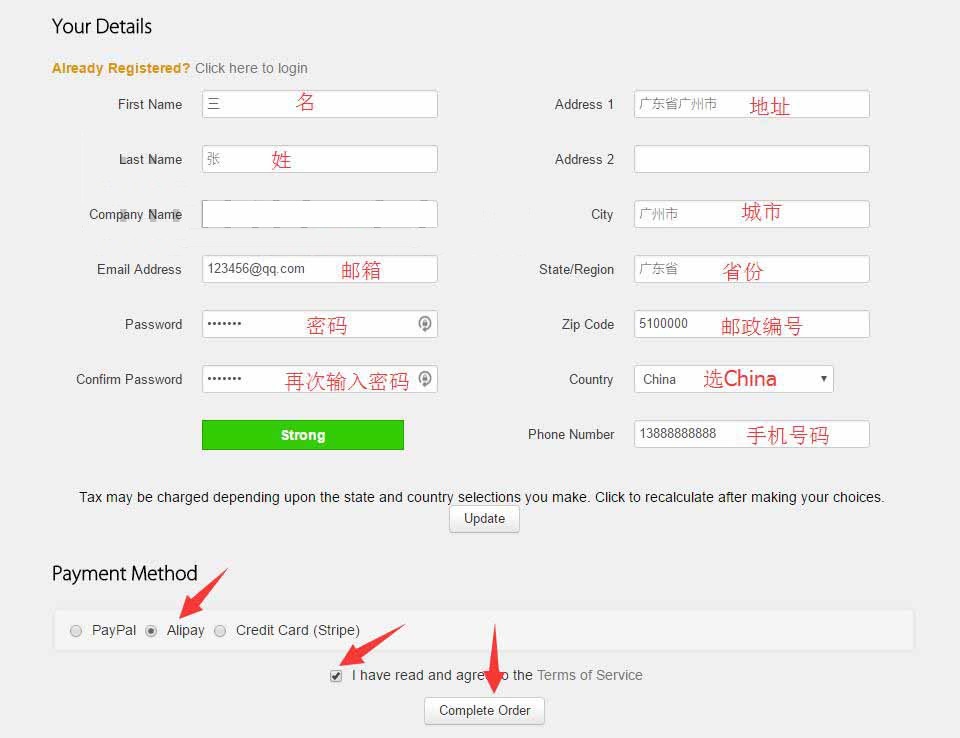 Your Details
Already Registered? Click here to login
First Name 三 名
Last Name 张 姓
Company Name
Email Address 123456@qq.com 邮箱
Password ••••••• 密码
Confirm Password ••••••• 再次输入密码
Strong
Address 1 广东省广州市 地址
Address 2
City 广州市 城市
State/Region 广东省 省份
Zip Code 5100000 邮政编号
Country China 选China
Phone Number 13888888888 手机号码
Tax may be charged depending upon the state and country selections you make. Click to recalculate after making your choices.
Update
Payment Method
PayPal Alipay Credit Card (Stripe)
I have read and agree to the Terms of Service
Complete Order